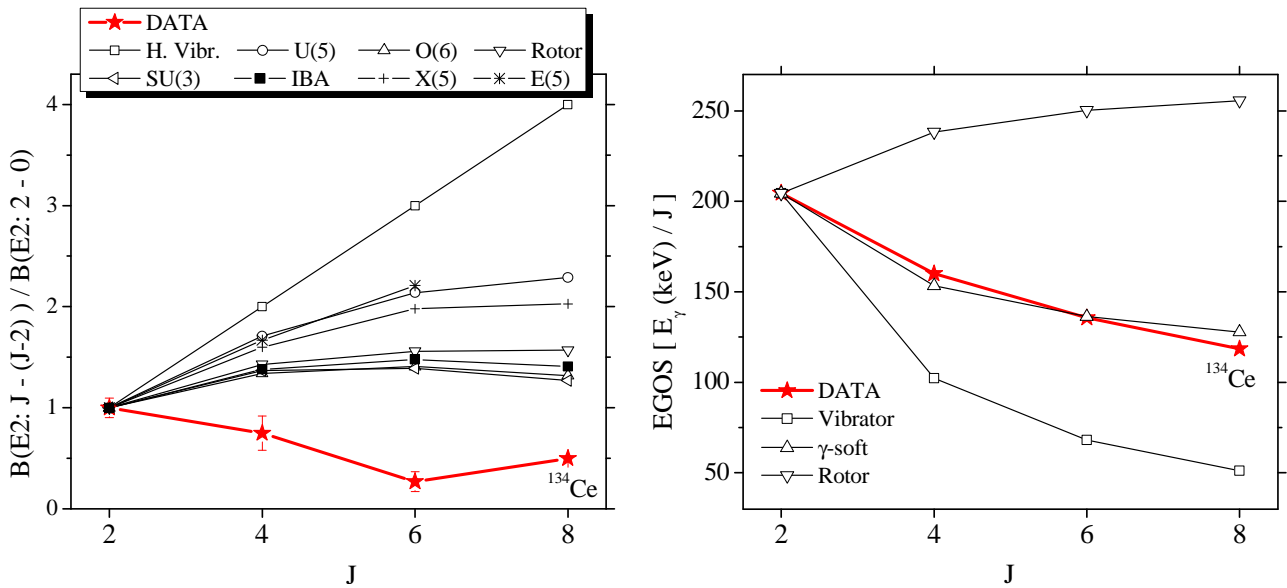 DATA
H. Vibr. U(5) O(6) Rotor
SU(3) IBA X(5) E(5)
B(E2: J - (J-2) ) / B(E2: 2 - 0)
4
3
2
1
0
2 4 6 8
J
134Ce
EGOS [ Eγ (keV) / J ]
250
200
150
100
50
2 4 6 8
J
134Ce
DATA
Vibrator
γ-soft
Rotor